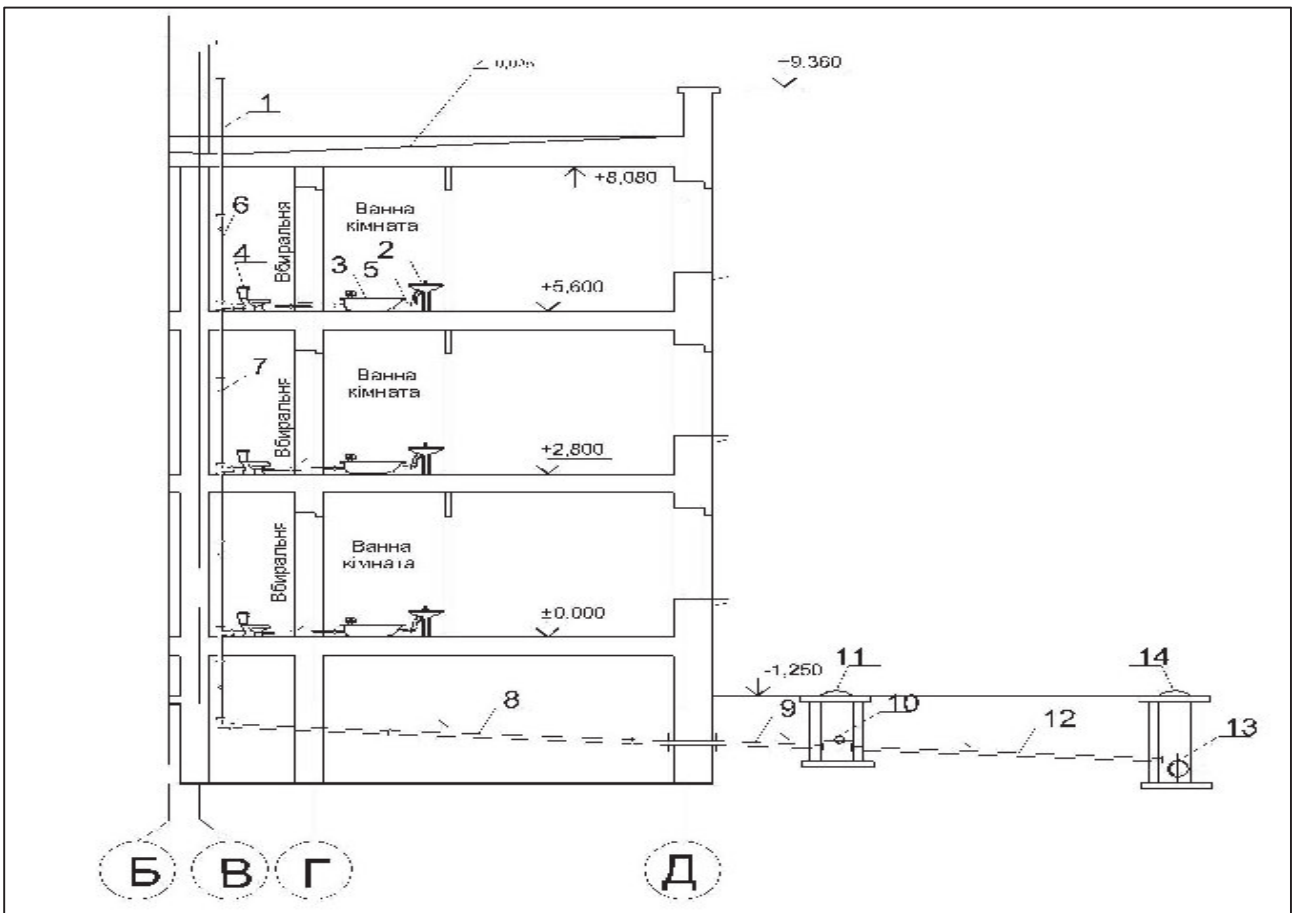 +9.360
1
+8,080
6
Ванна
кімната
Вбиральня
4
3
5
2
+5,600
7
Ванна
кімната
Вбиральня
+2,800
Ванна
кімната
Вбиральня
±0.000
-1,250
11
14
8
9
10
12
13
Б
В
Г
Д